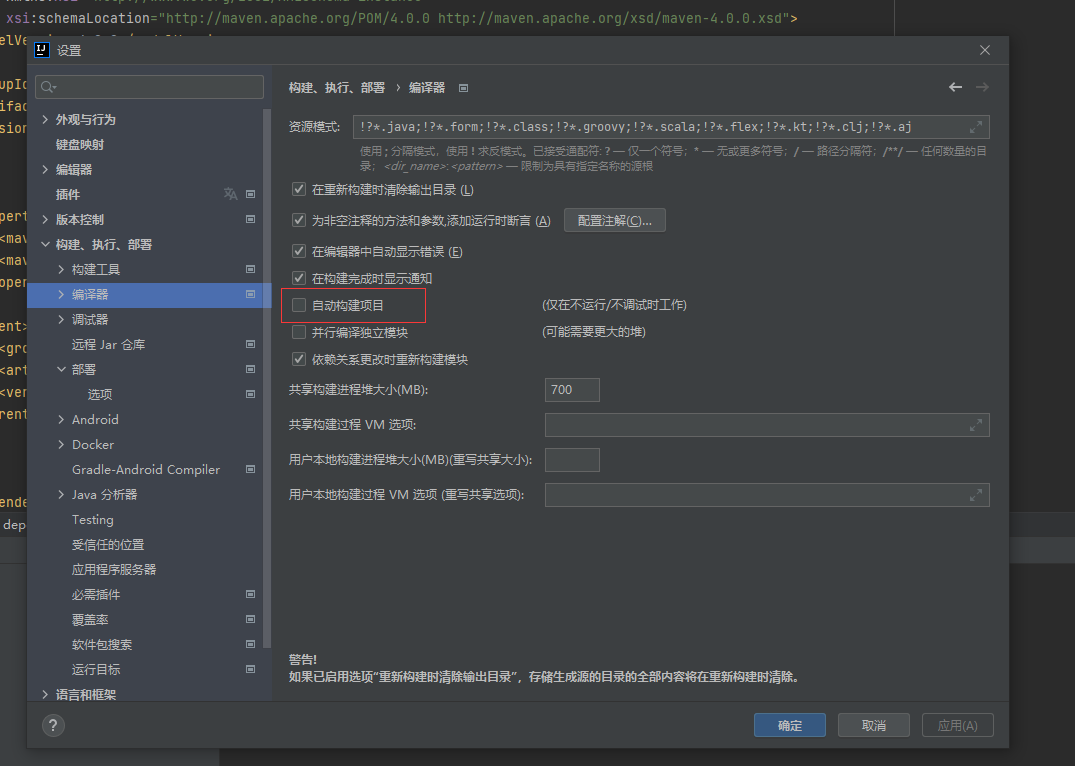 xsi:schemaLocation="http://maven.apache.org/POM/4.0.0 http://maven.apache.org/xsd/maven-4.0.0.xsd">
设置
构建、执行、部署 › 编译器
资源模式: !?*.java;!?*.form;!?*.class;!?*.groovy;!?*.scala;!?*.flex;!?*.kt;!?*.clj;!?*.aj
使用 ; 分隔模式，使用 ! 求反模式。已接受通配符: ? — 仅一个符号；* — 无或更多符号；/ — 路径分隔符；/**/ — 任何数量的目
录；<dir_name>:<pattern> — 限制为具有指定名称的源根
外观与行为
键盘映射
编辑器
插件
版本控制
构建、执行、部署
构建工具
编译器
调试器
远程 Jar 仓库
部署
选项
Android
Docker
Gradle-Android Compiler
Java 分析器
Testing
受信任的位置
应用程序服务器
必需插件
覆盖率
软件包搜索
运行目标
语言和框架
在重新构建时清除输出目录 (L)
为非空注释的方法和参数,添加运行时断言 (A) 配置注解(C)...
在编辑器中自动显示错误 (E)
在构建完成时显示通知
自动构建项目 (仅在不运行/不调试时工作)
并行编译独立模块 (可能需要更大的堆)
依赖关系更改时重新构建模块
共享构建进程堆大小(MB): 700
共享构建过程 VM 选项:
用户本地构建进程堆大小(MB)(重写共享大小):
用户本地构建过程 VM 选项 (重写共享选项):
警告!
如果已启用选项“重新构建时清除输出目录”，存储生成源的目录的全部内容将在重新构建时清除。
?
确定 取消 应用(A)